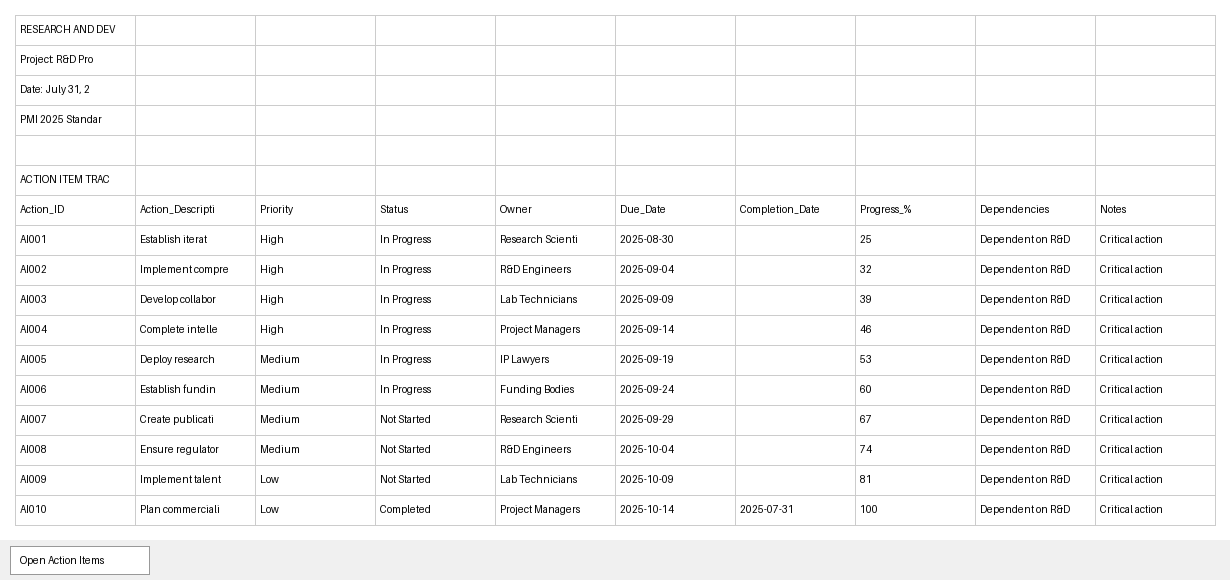 RESEARCH AND DEV
Project: R&D Pro
Date: July 31, 2
PMI 2025 Standar
ACTION ITEM TRAC
Action_ID Action_Descripti Priority Status Owner Due_Date Completion_Date Progress_% Dependencies Notes
AI001 Establish iterat High In Progress Research Scienti 2025-08-30 25 Dependent on R&D Critical action
AI002 Implement compre High In Progress R&D Engineers 2025-09-04 32 Dependent on R&D Critical action
AI003 Develop collabor High In Progress Lab Technicians 2025-09-09 39 Dependent on R&D Critical action
AI004 Complete intelle High In Progress Project Managers 2025-09-14 46 Dependent on R&D Critical action
AI005 Deploy research Medium In Progress IP Lawyers 2025-09-19 53 Dependent on R&D Critical action
AI006 Establish fundin Medium In Progress Funding Bodies 2025-09-24 60 Dependent on R&D Critical action
AI007 Create publicati Medium Not Started Research Scienti 2025-09-29 67 Dependent on R&D Critical action
AI008 Ensure regulator Medium Not Started R&D Engineers 2025-10-04 74 Dependent on R&D Critical action
AI009 Implement talent Low Not Started Lab Technicians 2025-10-09 81 Dependent on R&D Critical action
AI010 Plan commerciali Low Completed Project Managers 2025-10-14 2025-07-31 100 Dependent on R&D Critical action
Open Action Items